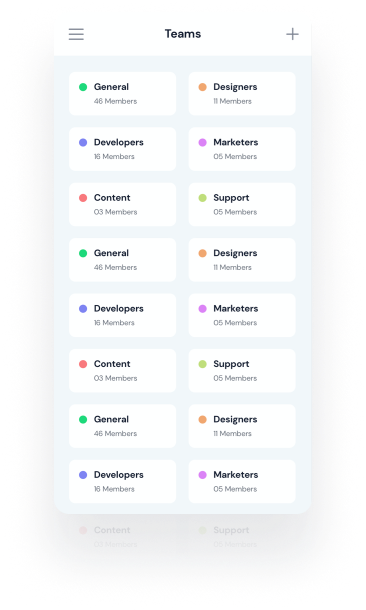 Teams
General
46 Members
Designers
11 Members
Developers
16 Members
Marketers
05 Members
Content
03 Members
Support
05 Members
General
46 Members
Designers
11 Members
Developers
16 Members
Marketers
05 Members
Content
03 Members
Support
05 Members
General
46 Members
Designers
11 Members
Developers
16 Members
Marketers
05 Members
Content
Support